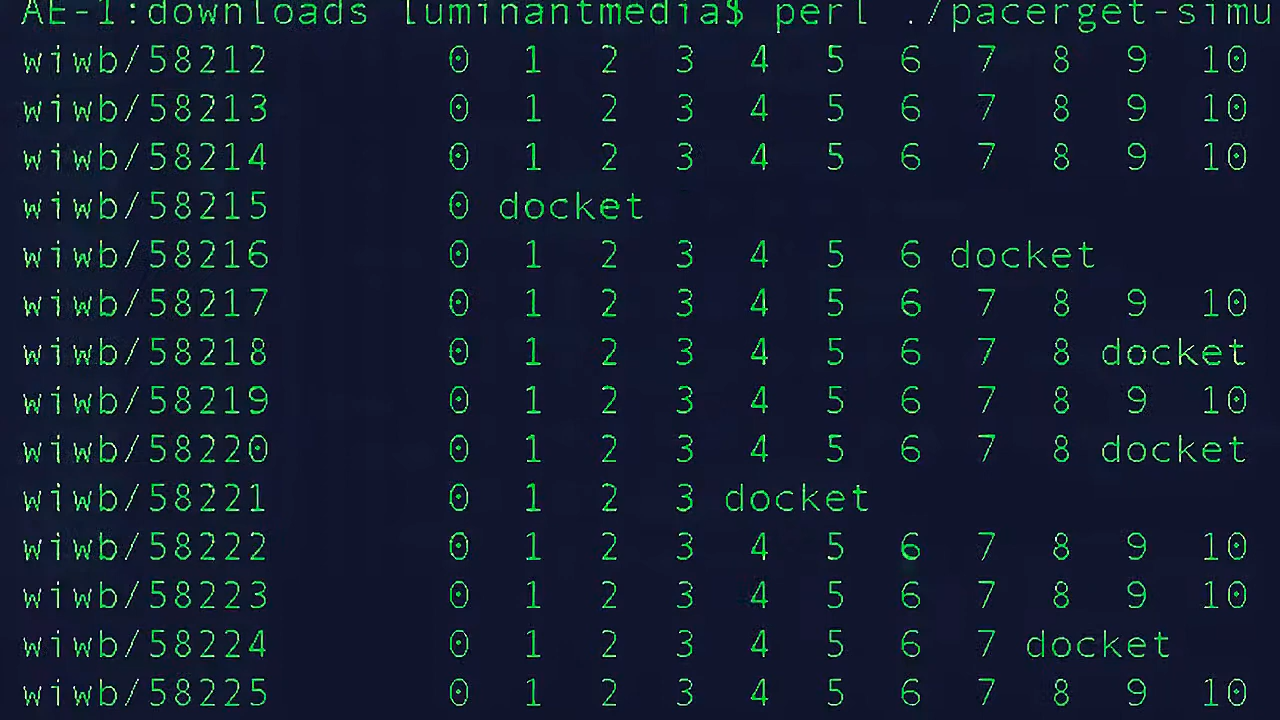 AE-1:downloads luminantmedia$ perl ./pacerget-simu
wiwb/58212 0 1 2 3 4 5 6 7 8 9 10
wiwb/58213 0 1 2 3 4 5 6 7 8 9 10
wiwb/58214 0 1 2 3 4 5 6 7 8 9 10
wiwb/58215 0 docket
wiwb/58216 0 1 2 3 4 5 6 docket
wiwb/58217 0 1 2 3 4 5 6 7 8 9 10
wiwb/58218 0 1 2 3 4 5 6 7 8 docket
wiwb/58219 0 1 2 3 4 5 6 7 8 9 10
wiwb/58220 0 1 2 3 4 5 6 7 8 docket
wiwb/58221 0 1 2 3 docket
wiwb/58222 0 1 2 3 4 5 6 7 8 9 10
wiwb/58223 0 1 2 3 4 5 6 7 8 9 10
wiwb/58224 0 1 2 3 4 5 6 7 docket
wiwb/58225 0 1 2 3 4 5 6 7 8 9 10